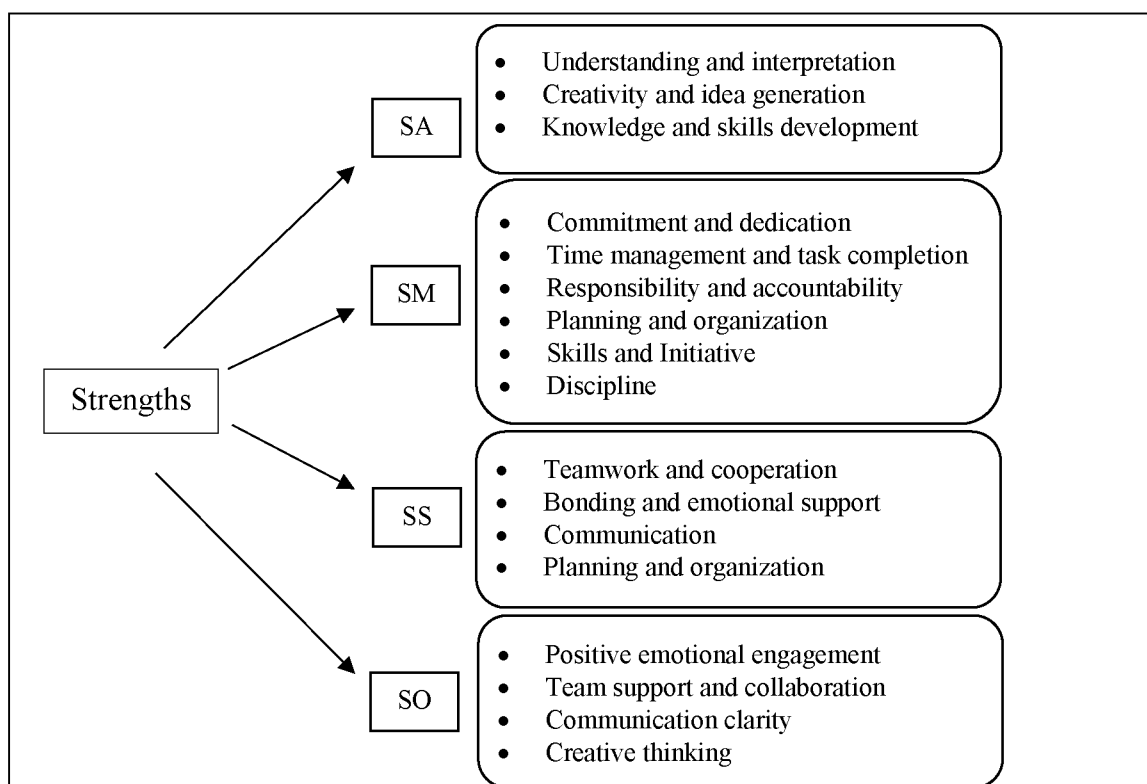 Strengths
SA
• Understanding and interpretation
• Creativity and idea generation
• Knowledge and skills development
SM
• Commitment and dedication
• Time management and task completion
• Responsibility and accountability
• Planning and organization
• Skills and Initiative
• Discipline
SS
• Teamwork and cooperation
• Bonding and emotional support
• Communication
• Planning and organization
SO
• Positive emotional engagement
• Team support and collaboration
• Communication clarity
• Creative thinking